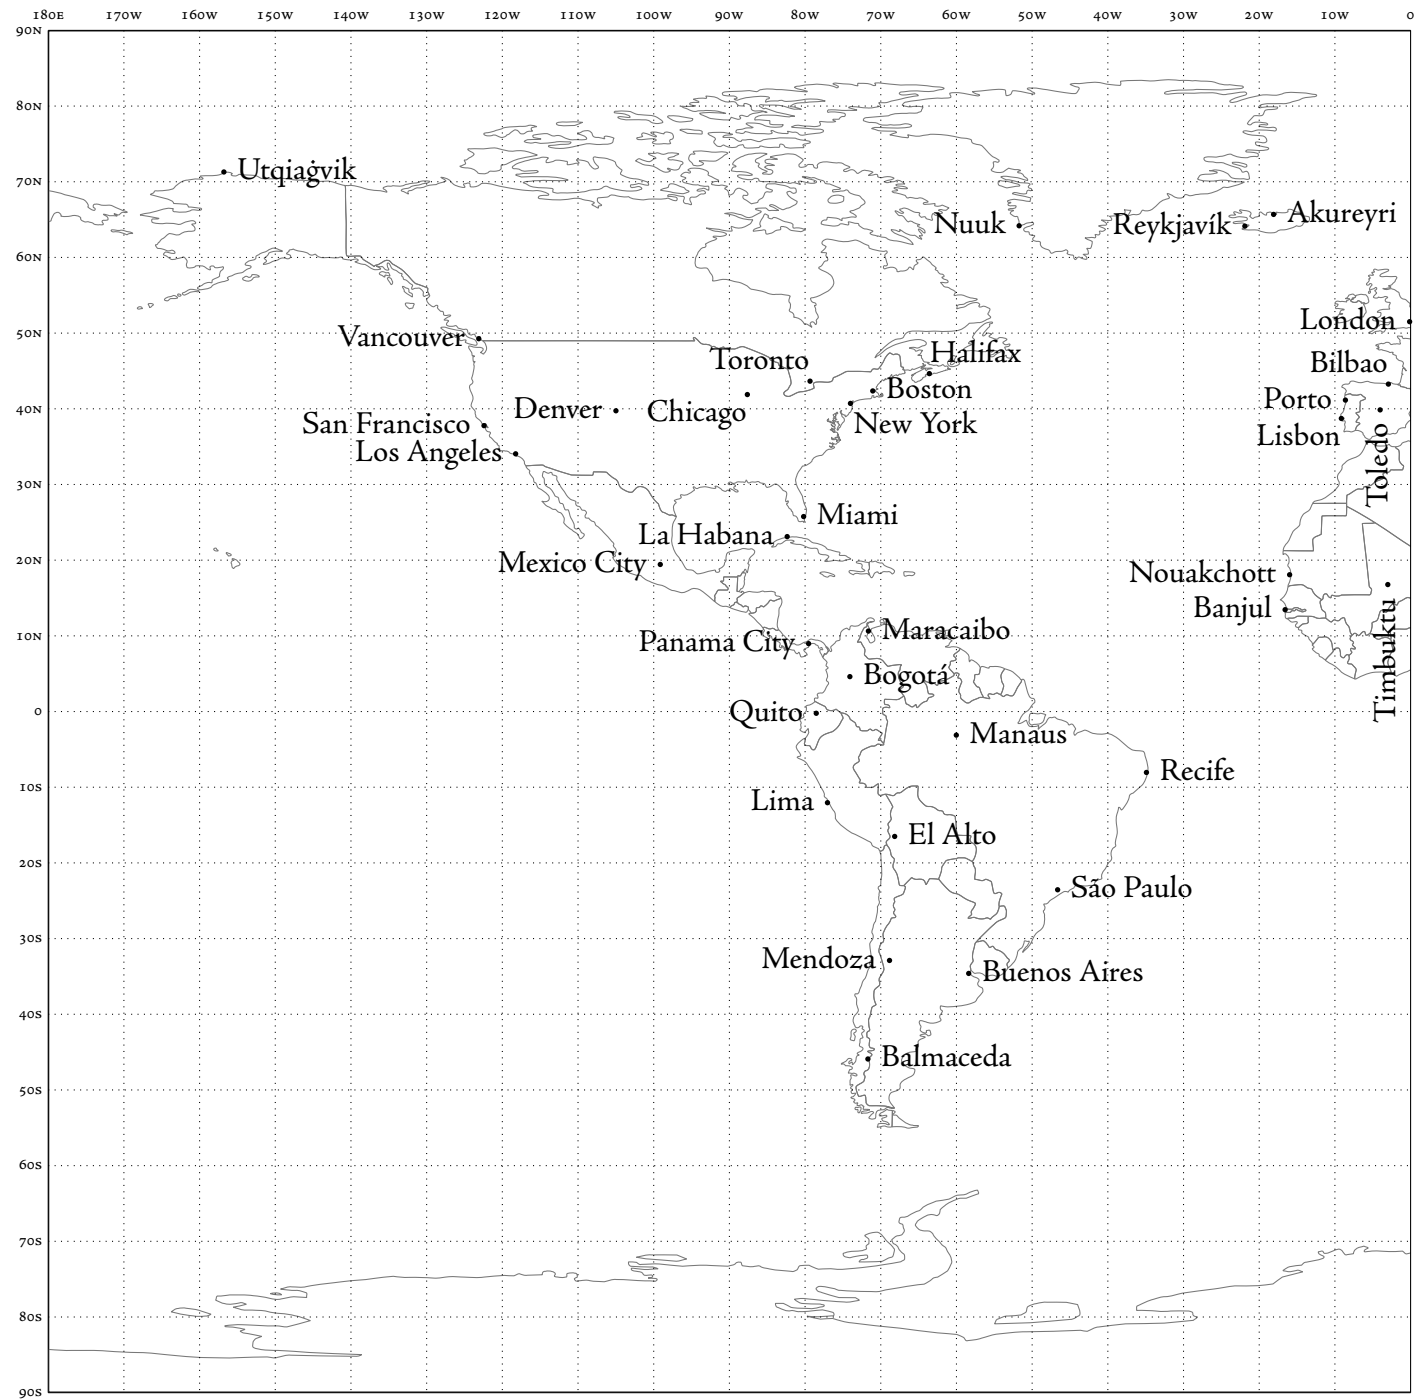 180E 170W 160W 150W 140W 130W 120W 110W 100W 90W 80W 70W 60W 50W 40W 30W 20W 10W 0
90N
80N
Utqiaġvik
70N
Akureyri
Nuuk
Reykjavík
60N
London
50N
Vancouver
Halifax
Toronto
Bilbao
Boston
Porto
40N
Denver
Chicago
New York
San Francisco
Lisbon
Los Angeles
Toledo
30N
Miami
La Habana
20N
Mexico City
Nouakchott
Banjul
10N
Maracaibo
Panama City
Timbuktu
Bogotá
0
Quito
Manaus
Recife
10S
Lima
El Alto
20S
São Paulo
30S
Mendoza
Buenos Aires
40S
Balmaceda
50S
60S
70S
80S
90S